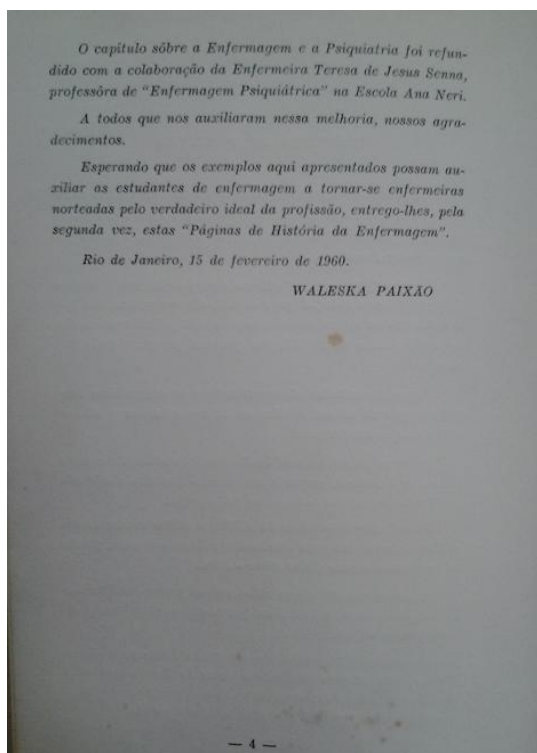 O capítulo sôbre a Enfermagem e a Psiquiatria foi refun-
dido com a colaboração da Enfermeira Teresa de Jesus Senna,
professôra de "Enfermagem Psiquiátrica" na Escola Ana Neri.
A todos que nos auxiliaram nessa melhoria, nossos agra-
decimentos.
Esperando que os exemplos aqui apresentados possam au-
xiliar as estudantes de enfermagem a tornar-se enfermeiras
norteadas pelo verdadeiro ideal da profissão, entrego-lhes, pela
segunda vez, estas "Páginas de História da Enfermagem".
Rio de Janeiro, 15 de fevereiro de 1960.
WALESKA PAIXÃO
— 4 —